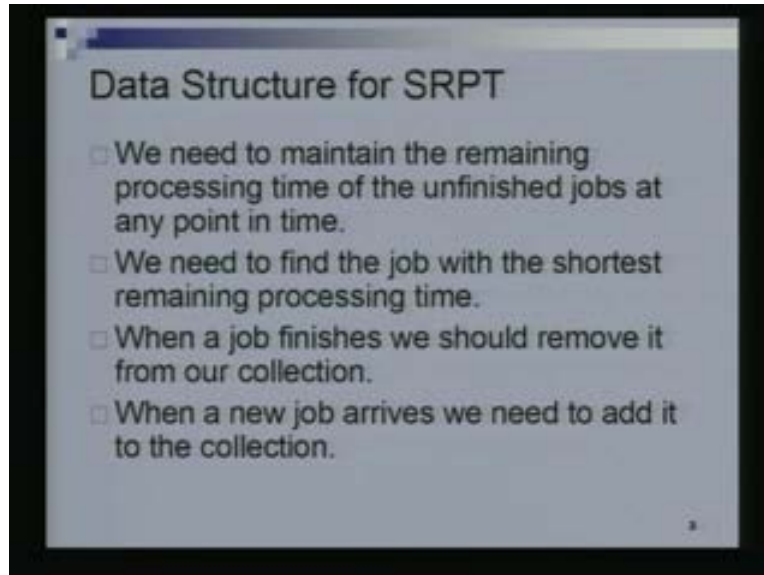 Data Structure for SRPT
We need to maintain the remaining
processing time of the unfinished jobs at
any point in time.
We need to find the job with the shortest
remaining processing time.
When a job finishes we should remove it
from our collection.
When a new job arrives we need to add it
to the collection.
3